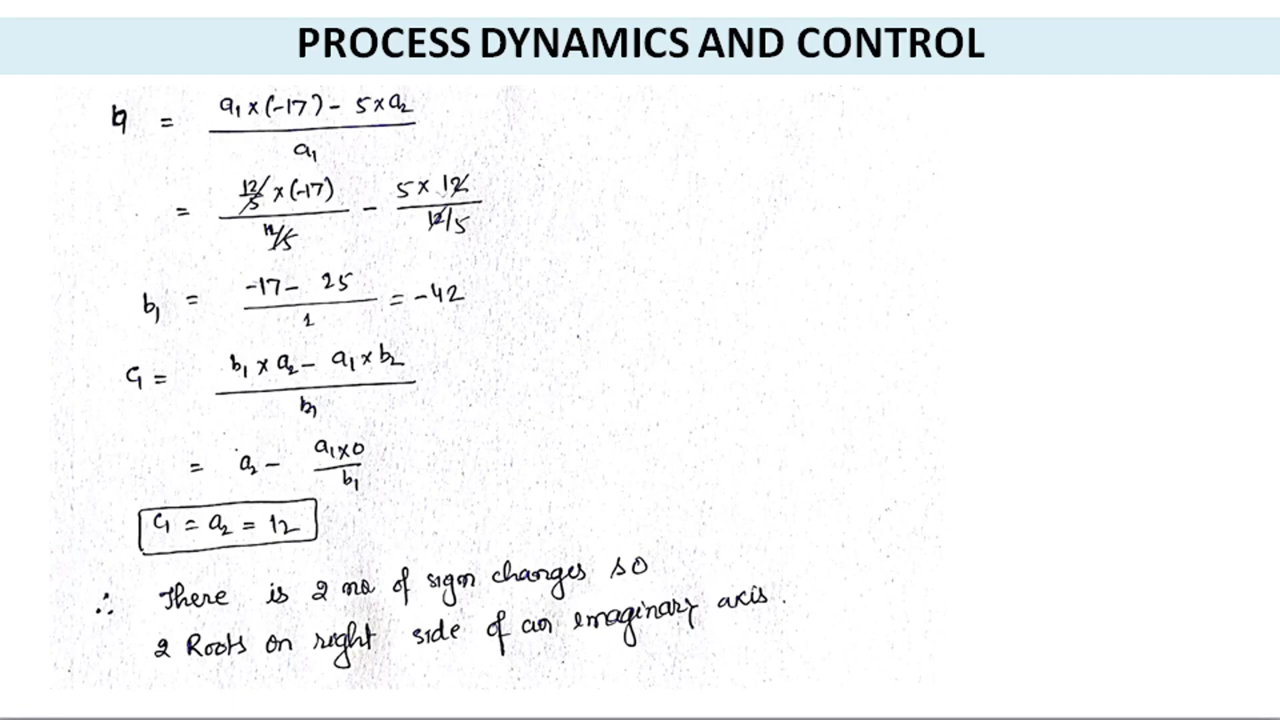 PROCESS DYNAMICS AND CONTROL
b₁ = (a₁ × (-17) - 5 × a₂) / a₁
= (12/5 × (-17)) / (12/5) - (5 × 12) / (12/5)
b₁ = (-17 - 25) / 1 = -42
c₁ = (b₁ × a₂ - a₁ × b₂) / b₁
= a₂ - (a₁×0) / b₁
c₁ = a₂ = 12
∴ There is 2 no of sign changes so
2 Roots on right side of an imaginary axis.